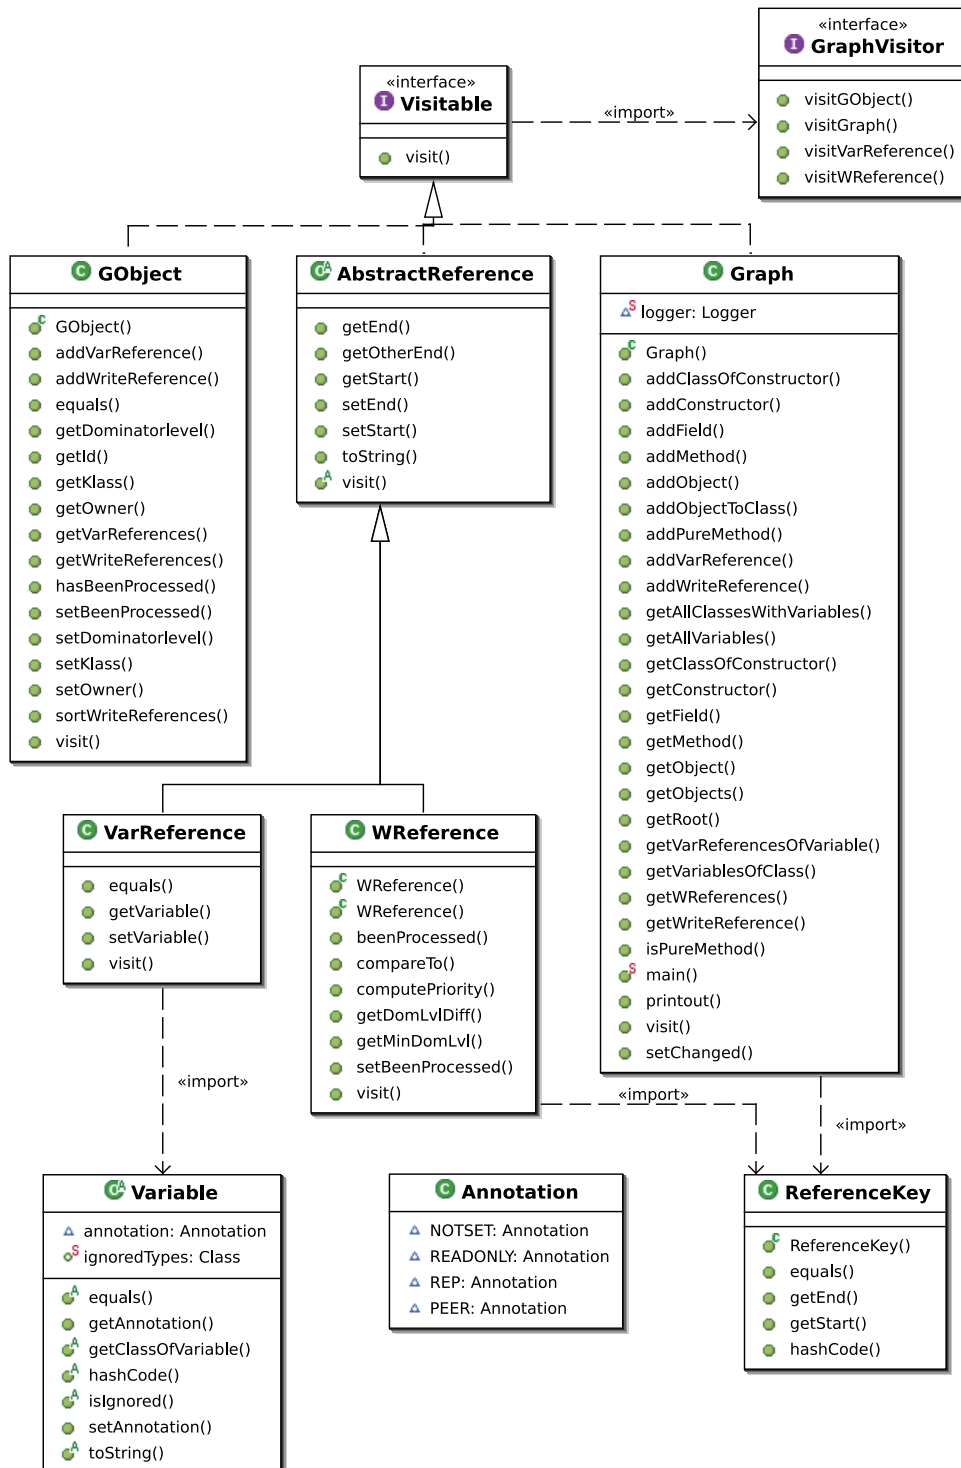 «interface»
GraphVisitor
visitGObject()
visitGraph()
visitVarReference()
visitWReference()
«interface»
Visitable
visit()
«import»
GObject
GObject()
addVarReference()
addWriteReference()
equals()
getDominatorlevel()
getId()
getKlass()
getOwner()
getVarReferences()
getWriteReferences()
hasBeenProcessed()
setBeenProcessed()
setDominatorlevel()
setKlass()
setOwner()
sortWriteReferences()
visit()
AbstractReference
getEnd()
getOtherEnd()
getStart()
setEnd()
setStart()
toString()
visit()
Graph
logger: Logger
Graph()
addClassOfConstructor()
addConstructor()
addField()
addMethod()
addObject()
addObjectToClass()
addPureMethod()
addVarReference()
addWriteReference()
getAllClassesWithVariables()
getAllVariables()
getClassOfConstructor()
getConstructor()
getField()
getMethod()
getObject()
getObjects()
getRoot()
getVarReferencesOfVariable()
getVariablesOfClass()
getWReferences()
getWriteReference()
isPureMethod()
main()
printout()
visit()
setChanged()
VarReference
equals()
getVariable()
setVariable()
visit()
WReference
WReference()
WReference()
beenProcessed()
compareTo()
computePriority()
getDomLvlDiff()
getMinDomLvl()
setBeenProcessed()
visit()
«import»
«import»
«import»
Variable
annotation: Annotation
ignoredTypes: Class
equals()
getAnnotation()
getClassOfVariable()
hashCode()
isIgnored()
setAnnotation()
toString()
Annotation
NOTSET: Annotation
READONLY: Annotation
REP: Annotation
PEER: Annotation
ReferenceKey
ReferenceKey()
equals()
getEnd()
getStart()
hashCode()